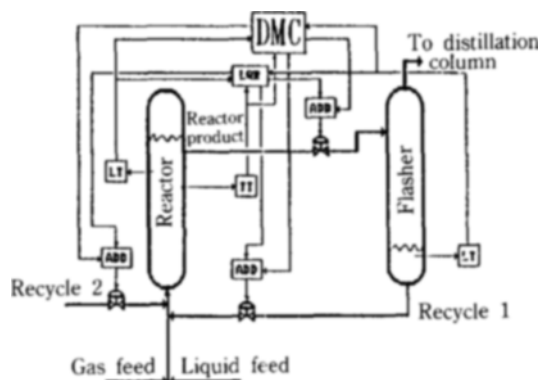 DMC
To distillation
column
LQR
ADD
Reactor
product
Reactor
Flasher
LT
TT
LT
ADD
ADD
Recycle 2
Recycle 1
Gas feed
Liquid feed